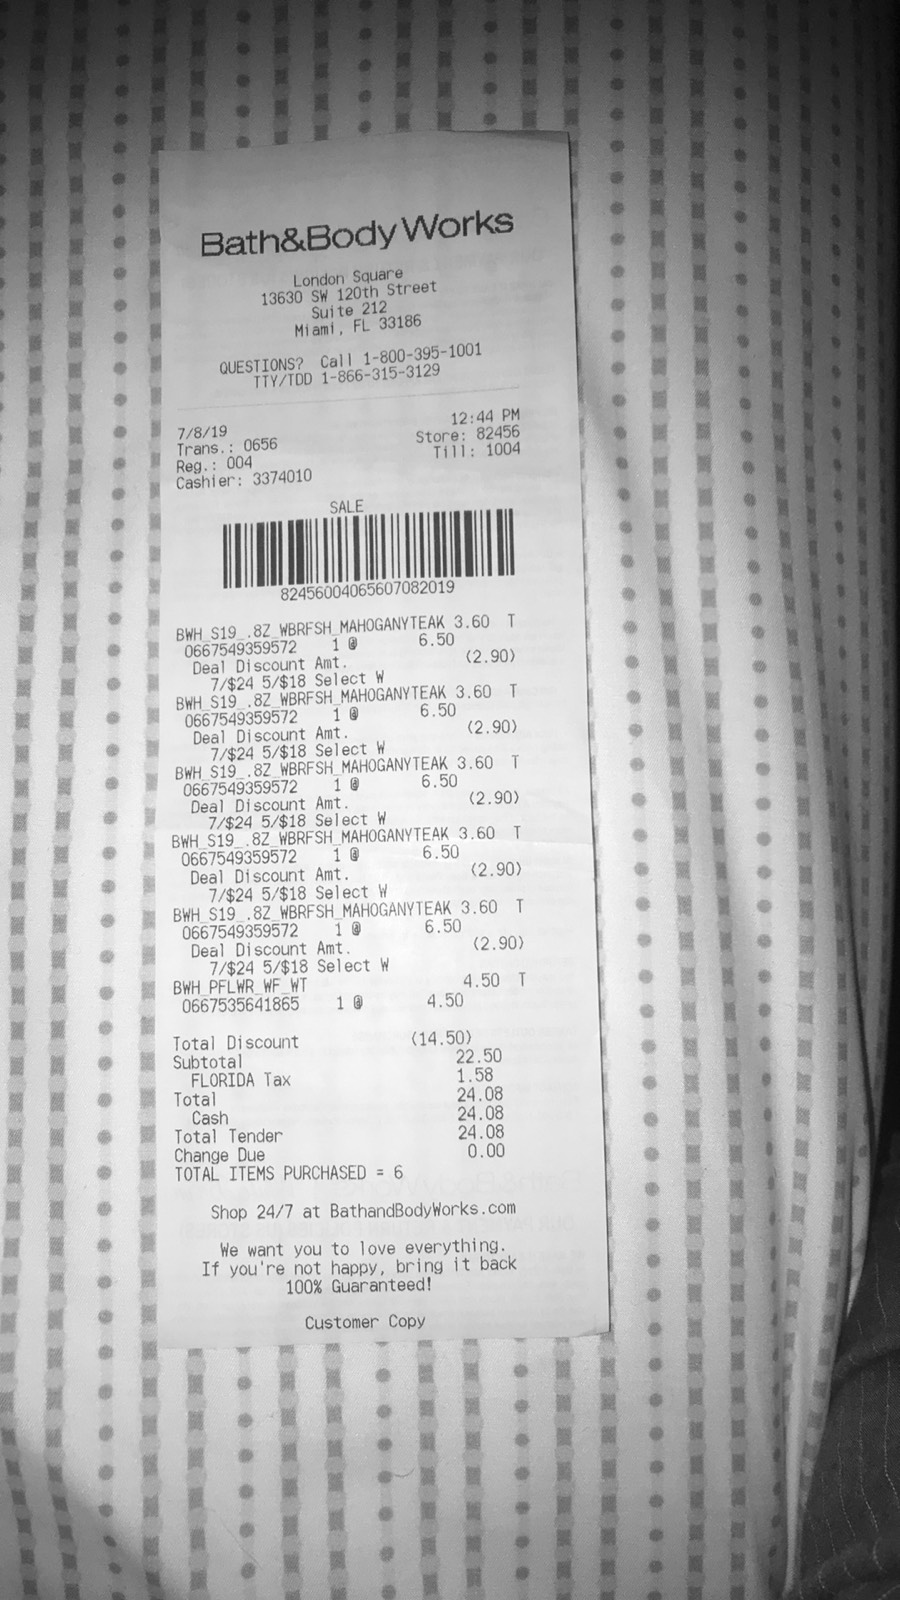 Bath&Body Works
London Square
13630 SW 120th Street
Suite 212
Miami, FL 33186
QUESTIONS? Call 1-800-395-1001
TTY/TDD 1-866-315-3129
7/8/19 12:44 PM
Trans.: 0656 Store: 82456
Reg.: 004 Till: 1004
Cashier: 3374010
SALE
82456004065607082019
BWH_S19_.8Z_WBRFSH_MAHOGANYTEAK 3.60 T
0667549359572 1 @ 6.50
Deal Discount Amt. (2.90)
7/$24 5/$18 Select W
BWH_S19_.8Z_WBRFSH_MAHOGANYTEAK 3.60 T
0667549359572 1 @ 6.50
Deal Discount Amt. (2.90)
7/$24 5/$18 Select W
BWH_S19_.8Z_WBRFSH_MAHOGANYTEAK 3.60 T
0667549359572 1 @ 6.50
Deal Discount Amt. (2.90)
7/$24 5/$18 Select W
BWH_S19_.8Z_WBRFSH_MAHOGANYTEAK 3.60 T
0667549359572 1 @ 6.50
Deal Discount Amt. (2.90)
7/$24 5/$18 Select W
BWH_S19_.8Z_WBRFSH_MAHOGANYTEAK 3.60 T
0667549359572 1 @ 6.50
Deal Discount Amt. (2.90)
7/$24 5/$18 Select W
BWH_PFLWR_WF_WT 4.50 T
0667535641865 1 @ 4.50
Total Discount (14.50)
Subtotal 22.50
FLORIDA Tax 1.58
Total 24.08
Cash 24.08
Total Tender 24.08
Change Due 0.00
TOTAL ITEMS PURCHASED = 6
Shop 24/7 at BathandBodyWorks.com
We want you to love everything.
If you're not happy, bring it back
100% Guaranteed!
Customer Copy